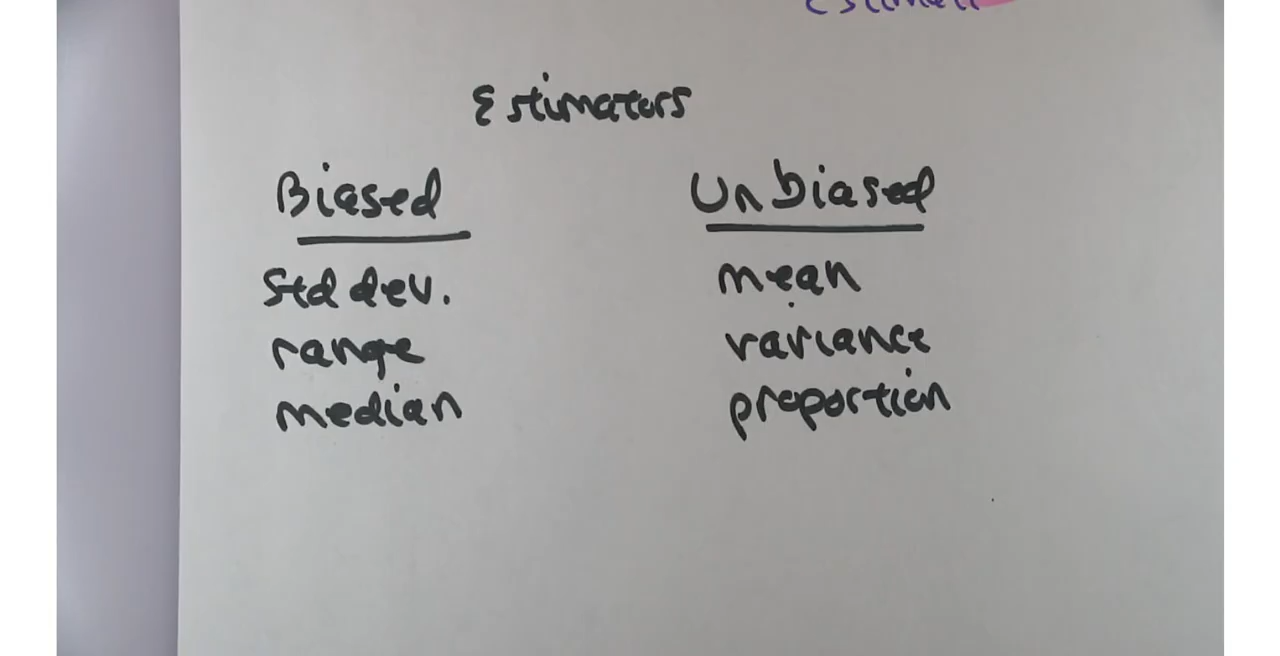 Estimators
Biased
Unbiased
Std dev.
mean
range
variance
median
proportion